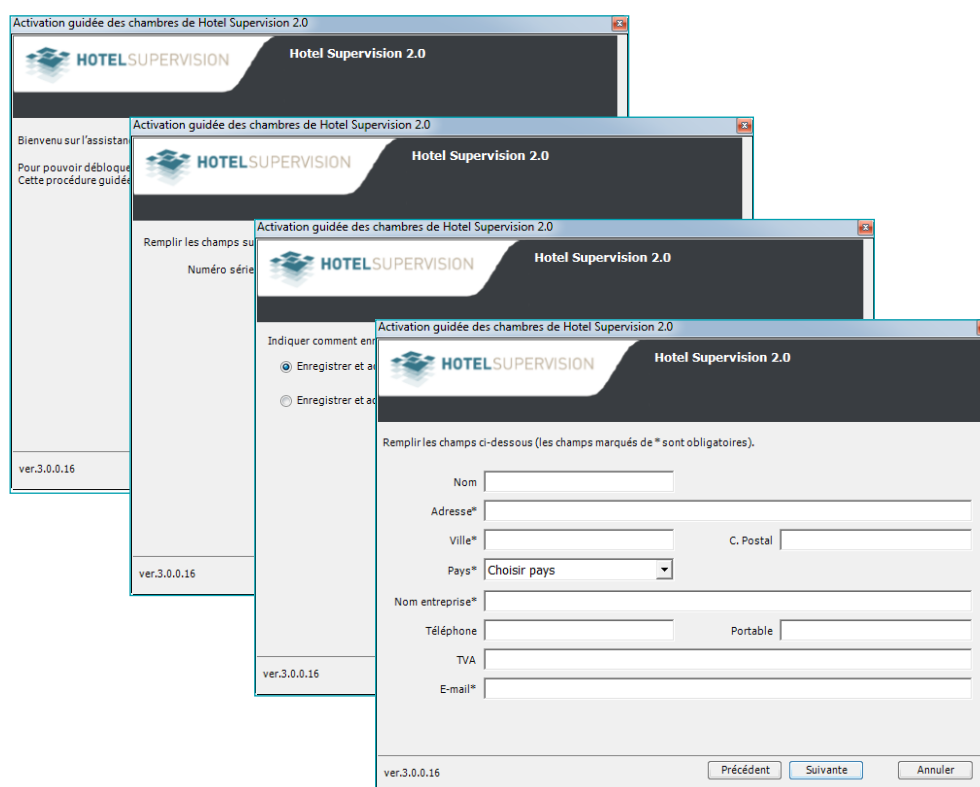 Activation guidée des chambres de Hotel Supervision 2.0
HOTELSUPERVISION
Hotel Supervision 2.0
Bienvenu sur l'assistan
Pour pouvoir débloque
Cette procédure guidée
ver.3.0.0.16
Activation guidée des chambres de Hotel Supervision 2.0
HOTELSUPERVISION
Hotel Supervision 2.0
Remplir les champs su
Numéro série
ver.3.0.0.16
Activation guidée des chambres de Hotel Supervision 2.0
HOTELSUPERVISION
Hotel Supervision 2.0
Indiquer comment enr
Enregistrer et ac
Enregistrer et ac
ver.3.0.0.16
Activation guidée des chambres de Hotel Supervision 2.0
HOTELSUPERVISION
Hotel Supervision 2.0
Remplir les champs ci-dessous (les champs marqués de * sont obligatoires).
Nom
Adresse*
Ville* C. Postal
Pays* Choisir pays
Nom entreprise*
Téléphone Portable
TVA
E-mail*
ver.3.0.0.16 Précédent Suivante Annuler